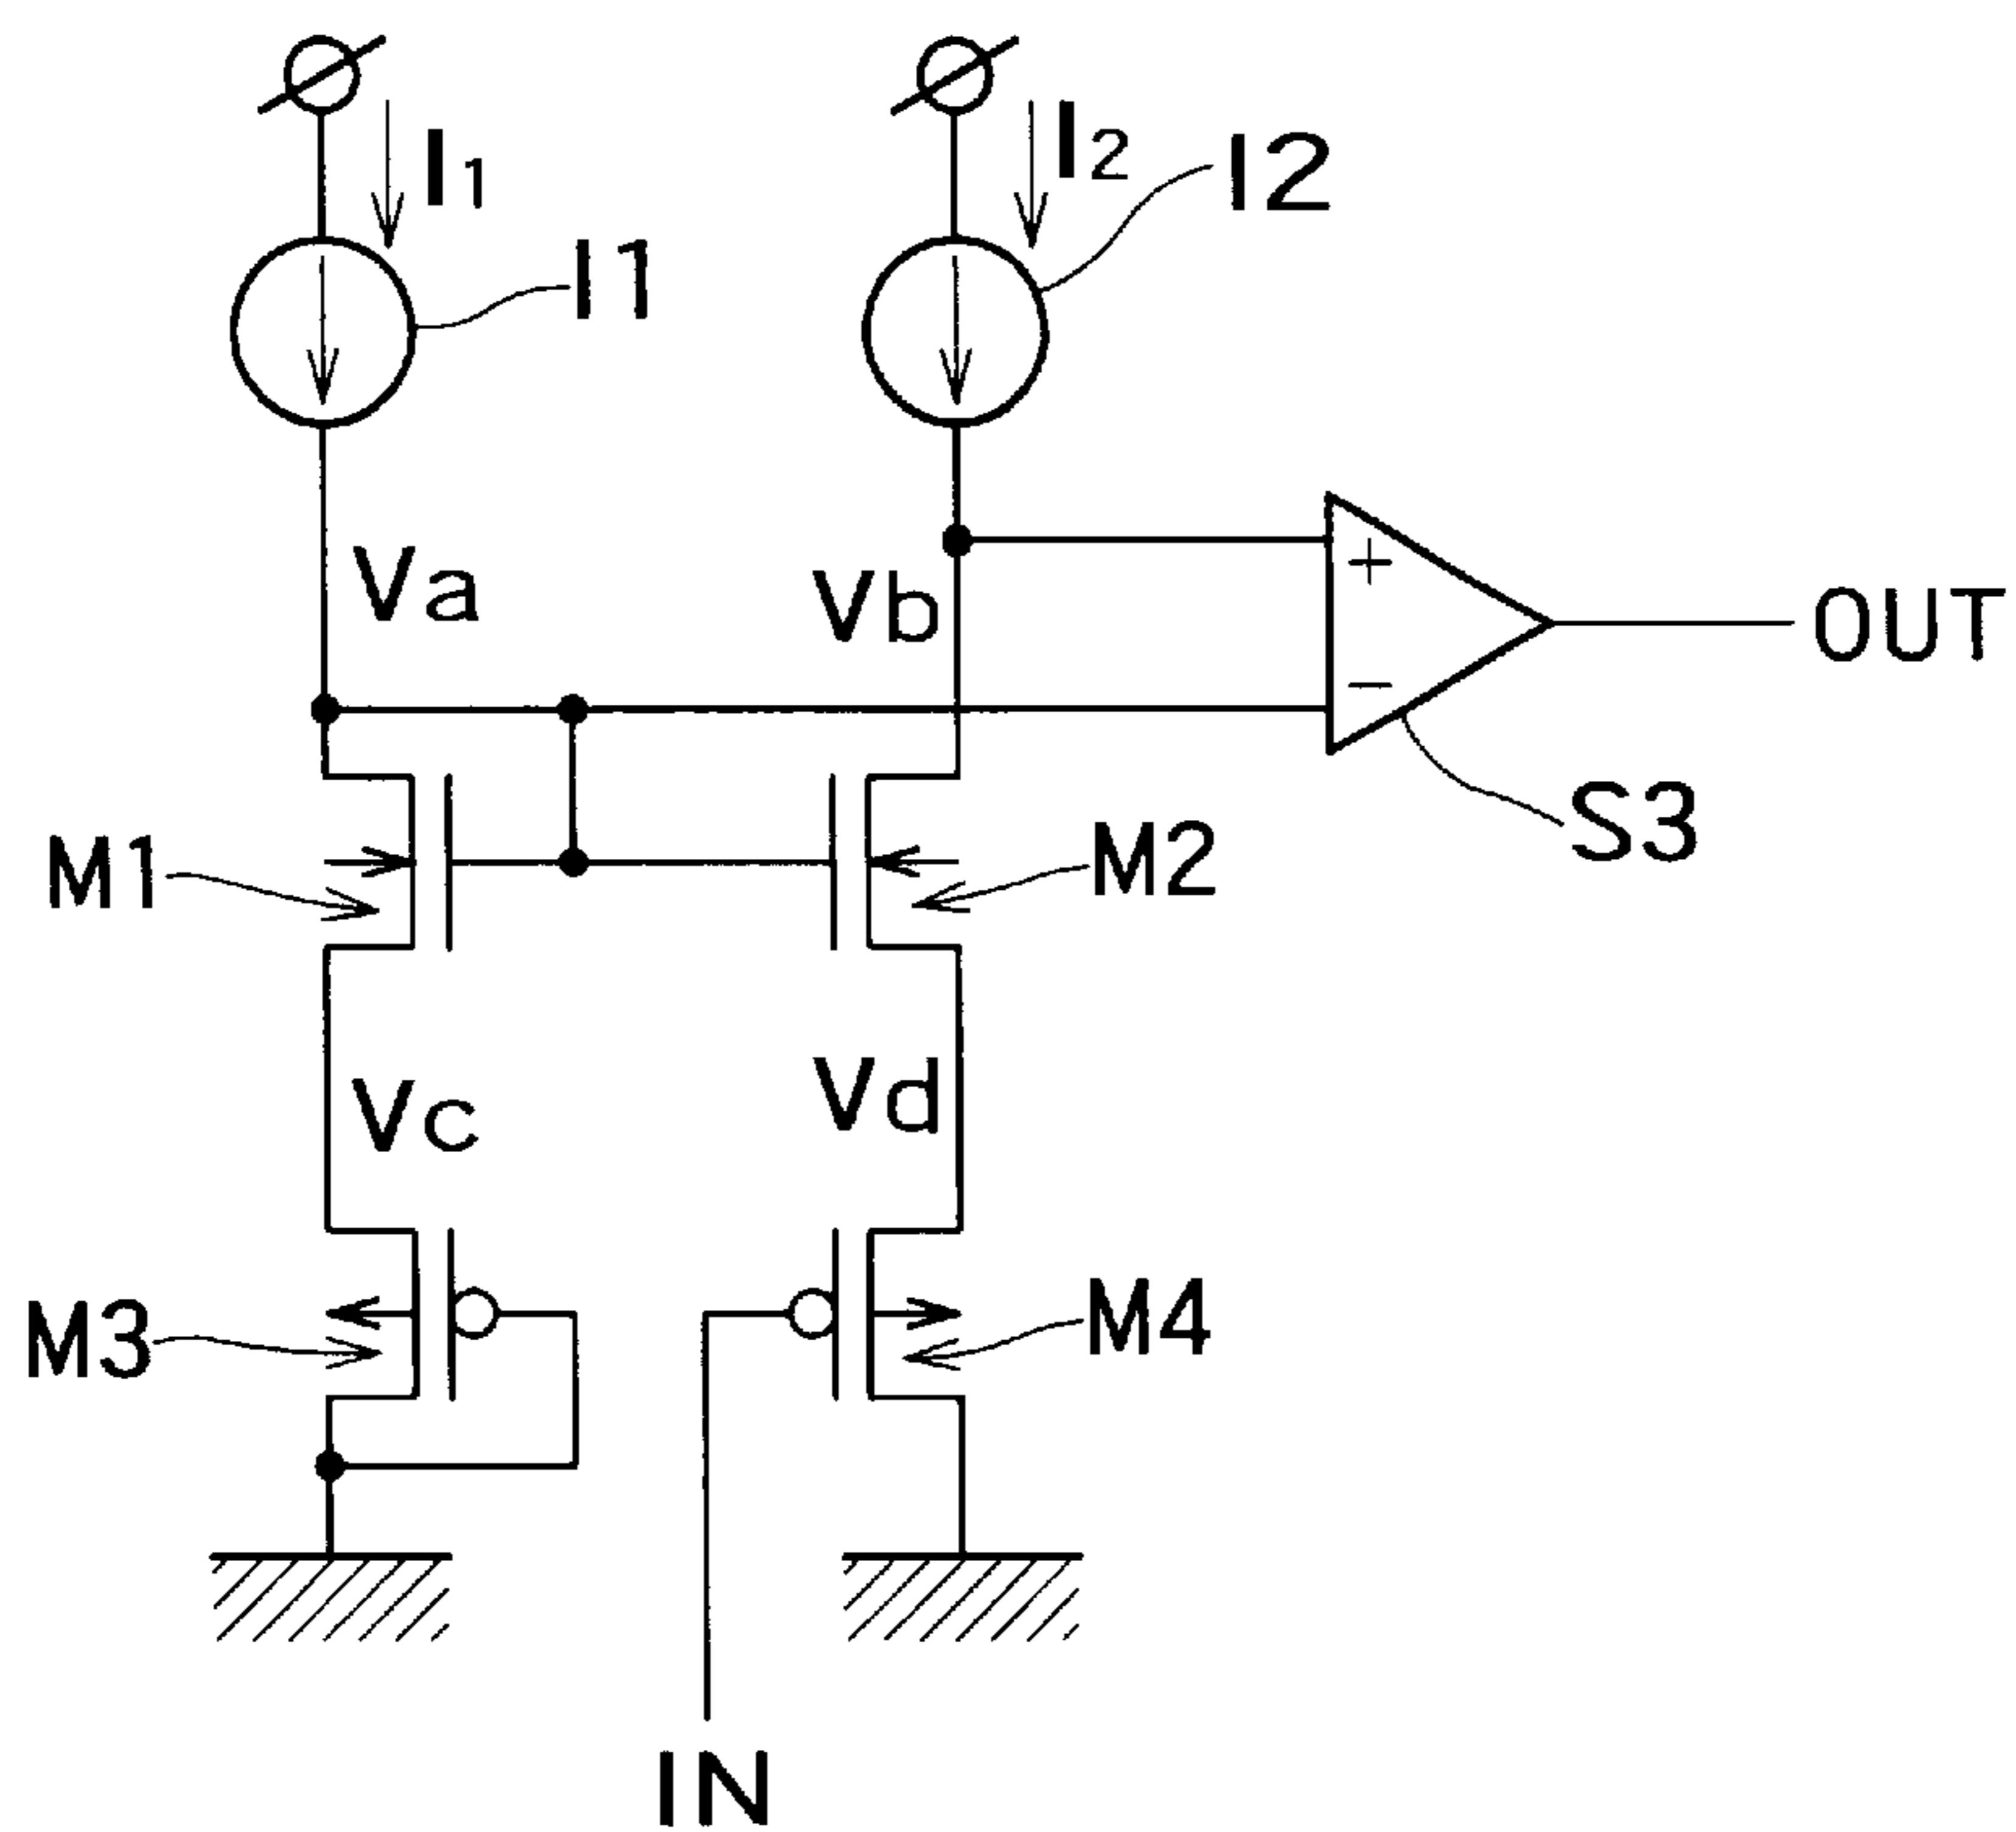 I1
I2
I2
I1
Va
Vb
+
−
OUT
S3
M1
M2
Vc
Vd
M3
M4
IN